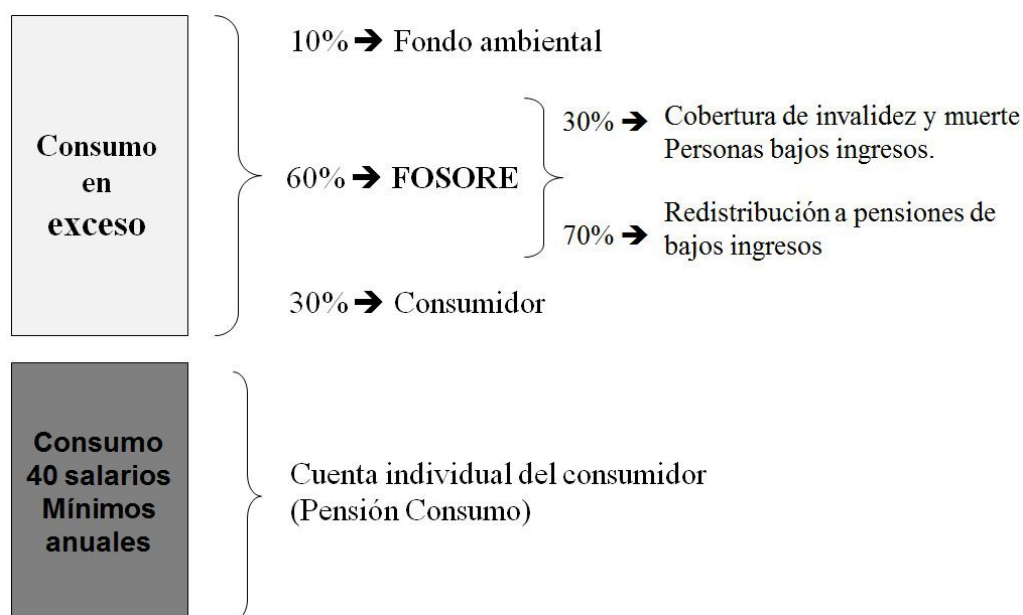 Consumo
en
exceso
10% ➔ Fondo ambiental
60% ➔ FOSORE
30% ➔ Cobertura de invalidez y muerte
Personas bajos ingresos.
70% ➔ Redistribución a pensiones de
bajos ingresos
30% ➔ Consumidor
Consumo
40 salarios
Mínimos
anuales
Cuenta individual del consumidor
(Pensión Consumo)